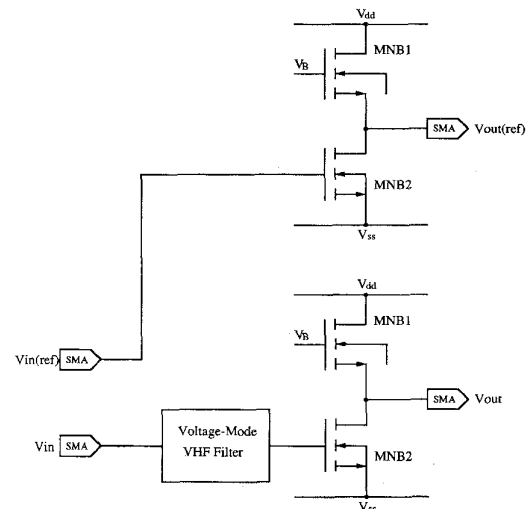 Vdd
MNB1
VB
SMA Vout(ref)
MNB2
Vss
Vdd
MNB1
VB
Vin(ref) SMA
SMA Vout
Voltage-Mode
VHF Filter
Vin SMA
MNB2
Vss